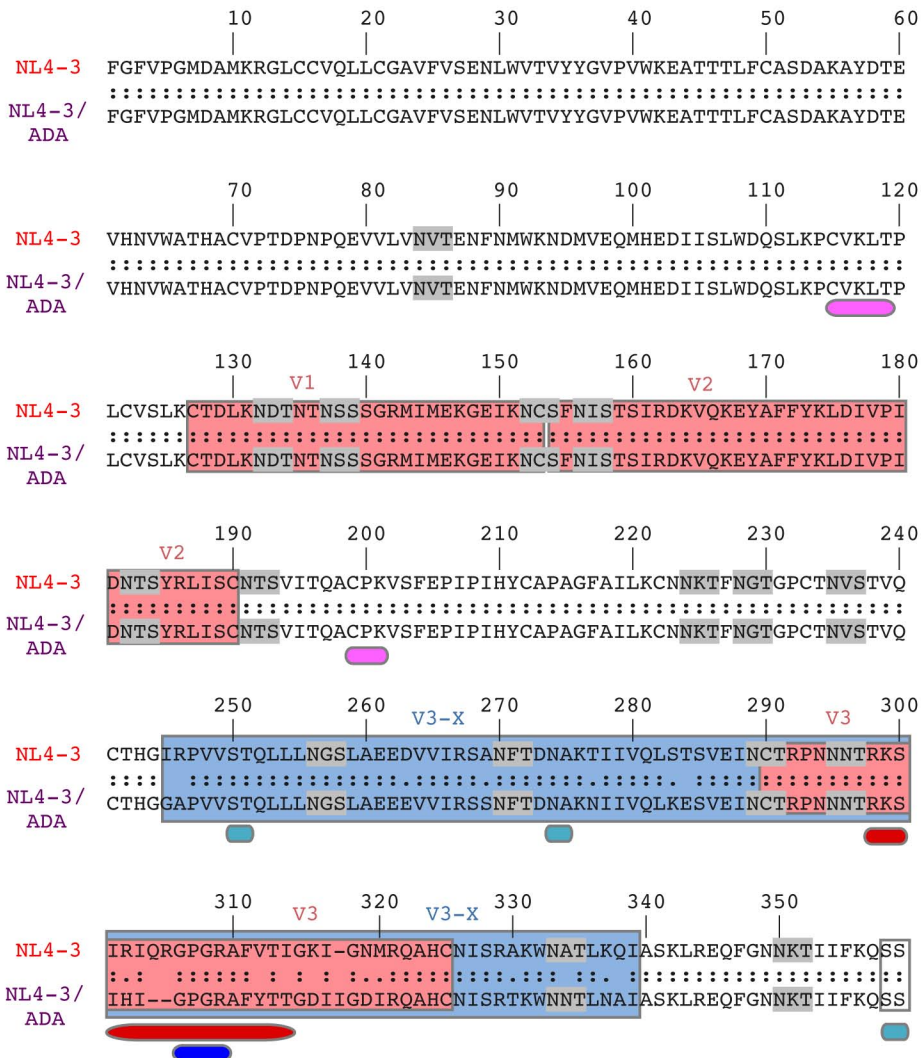 10 20 30 40 50 60
NL4-3 FGFVPGMDAMKRGLCCVQLLCGAVFVSENLWVTVYYGVPVWKEATTTLFCASDAKAYDTE
NL4-3/ FGFVPGMDAMKRGLCCVQLLCGAVFVSENLWVTVYYGVPVWKEATTTLFCASDAKAYDTE
ADA
70 80 90 100 110 120
NL4-3 VHNVWATHACVPTDPNPQEVVLVNVTENFNMWKNDMVEQMHEDIISLWDQSLKPCVKLTP
NL4-3/ VHNVWATHACVPTDPNPQEVVLVNVTENFNMWKNDMVEQMHEDIISLWDQSLKPCVKLTP
ADA
130 140 150 160 170 180
V1 V2
NL4-3 LCVSLKCTDLKNDTNTNSSSGRMIMEKGEIKNCSFNISTSIRDKVQKEYAFFYKLDIVPI
NL4-3/ LCVSLKCTDLKNDTNTNSSSGRMIMEKGEIKNCSFNISTSIRDKVQKEYAFFYKLDIVPI
ADA
190 200 210 220 230 240
V2
NL4-3 DNTSYRLISCNTSVITQACPKVSFEPIPIHYCAPAGFAILKCNNKTFNGTGPCTNVSTVQ
NL4-3/ DNTSYRLISCNTSVITQACPKVSFEPIPIHYCAPAGFAILKCNNKTFNGTGPCTNVSTVQ
ADA
250 260 270 280 290 300
V3-X V3
NL4-3 CTHGIRPVVSTQLLLNGSLAEEDVVIRSANFTDNAKTIIVQLSTSVEINCTRPNNNTRKS
NL4-3/ CTHGGAPVVSTQLLLNGSLAEEEVVIRSSNFTDNAKNIIVQLKESVEINCTRPNNNTRKS
ADA
310 320 330 340 350
V3 V3-X
NL4-3 IRIQRGPGRAFVTIGKI-GNMRQAHCNISRAKWNATLKQIASKLREQFGNNKTIIFKQSS
NL4-3/ IHI--GPGRAFYTTGDIIGDIRQAHCNISRTKWNNTLNAIASKLREQFGNNKTIIFKQSS
ADA